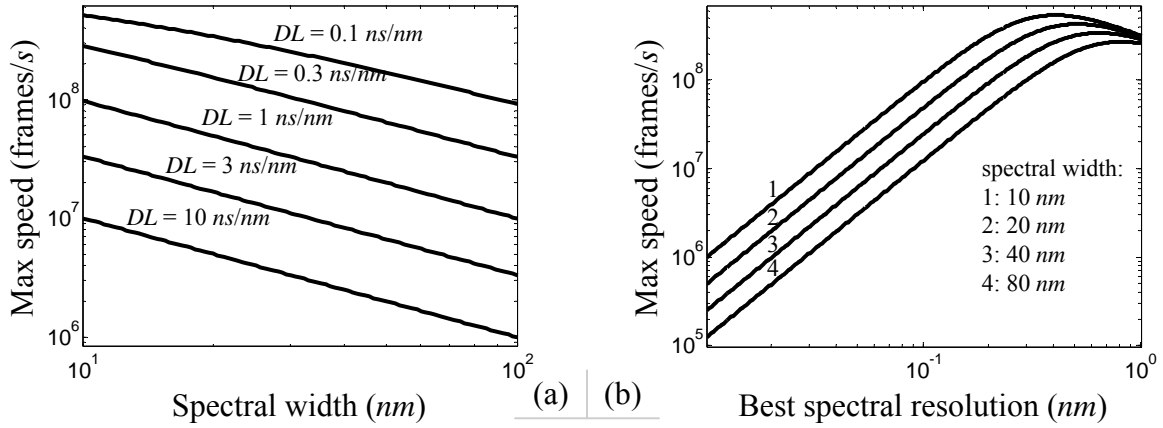 Max speed (frames/s)
10^8
10^7
10^6
DL = 0.1 ns/nm
DL = 0.3 ns/nm
DL = 1 ns/nm
DL = 3 ns/nm
DL = 10 ns/nm
10^1
10^2
Spectral width (nm)
(a)
(b)
Max speed (frames/s)
10^8
10^7
10^6
10^5
1
2
3
4
spectral width:
1: 10 nm
2: 20 nm
3: 40 nm
4: 80 nm
10^-1
10^0
Best spectral resolution (nm)